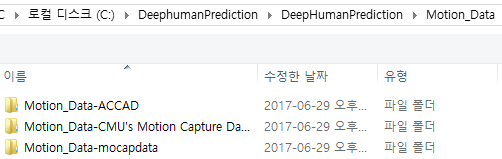 로컬 디스크 (C:) ▸ DeephumanPrediction ▸ DeepHumanPrediction ▸ Motion_Data
이름 수정한 날짜 유형
Motion_Data-ACCAD 2017-06-29 오후... 파일 폴더
Motion_Data-CMU's Motion Capture Da... 2017-06-29 오후... 파일 폴더
Motion_Data-mocapdata 2017-06-29 오후... 파일 폴더